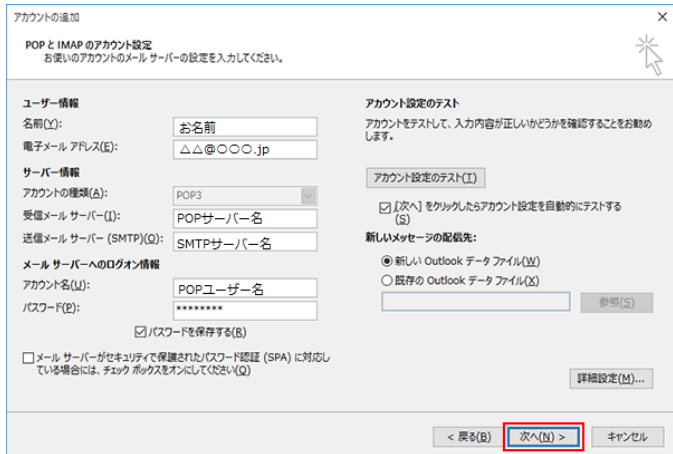 アカウントの追加
POP と IMAP のアカウント設定
お使いのアカウントのメール サーバーの設定を入力してください。
ユーザー情報
名前(Y):
お名前
電子メール アドレス(E):
△△@○○○.jp
サーバー情報
アカウントの種類(A):
POP3
受信メール サーバー(I):
POPサーバー名
送信メール サーバー (SMTP)(O):
SMTPサーバー名
メール サーバーへのログオン情報
アカウント名(U):
POPユーザー名
パスワード(P):
********
パスワードを保存する(R)
メール サーバーがセキュリティで保護されたパスワード認証 (SPA) に対応し
ている場合には、チェック ボックスをオンにしてください(Q)
アカウント設定のテスト
アカウントをテストして、入力内容が正しいかどうかを確認することをお勧め
します。
アカウント設定のテスト(T)
[次へ] をクリックしたらアカウント設定を自動的にテストする
(S)
新しいメッセージの配信先:
新しい Outlook データ ファイル(W)
既存の Outlook データ ファイル(X)
参照(S)
詳細設定(M)...
< 戻る(B)
次へ(N) >
キャンセル